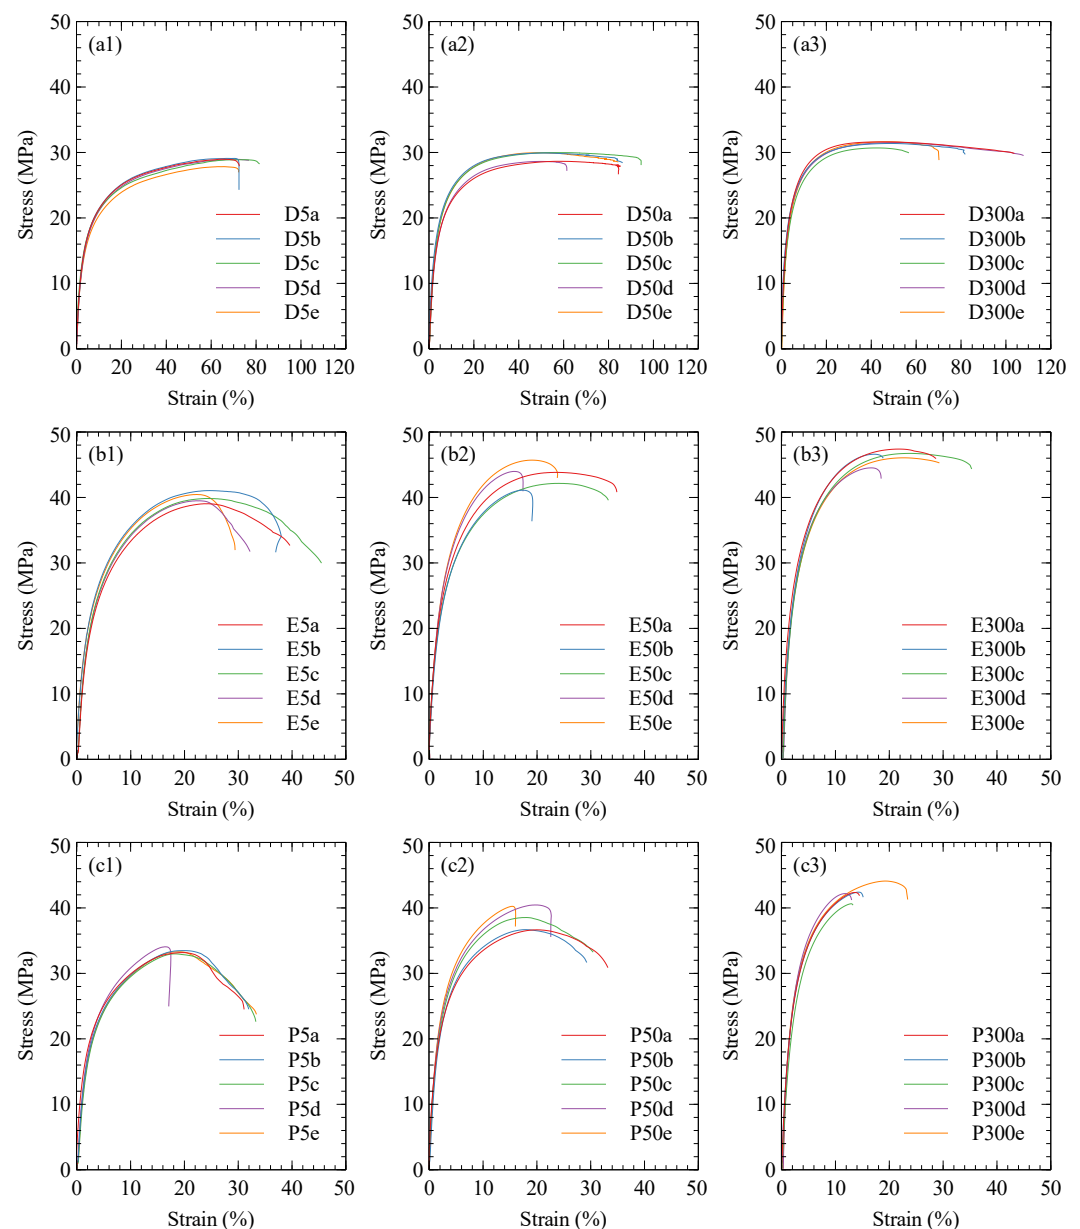 (a1)
50
40
30
20
10
0
Stress (MPa)
D5a
D5b
D5c
D5d
D5e
0 20 40 60 80 100 120
Strain (%)
(a2)
50
40
30
20
10
0
Stress (MPa)
D50a
D50b
D50c
D50d
D50e
0 20 40 60 80 100 120
Strain (%)
(a3)
50
40
30
20
10
0
Stress (MPa)
D300a
D300b
D300c
D300d
D300e
0 20 40 60 80 100 120
Strain (%)
(b1)
50
40
30
20
10
0
Stress (MPa)
E5a
E5b
E5c
E5d
E5e
0 10 20 30 40 50
Strain (%)
(b2)
50
40
30
20
10
0
Stress (MPa)
E50a
E50b
E50c
E50d
E50e
0 10 20 30 40 50
Strain (%)
(b3)
50
40
30
20
10
0
Stress (MPa)
E300a
E300b
E300c
E300d
E300e
0 10 20 30 40 50
Strain (%)
(c1)
50
40
30
20
10
0
Stress (MPa)
P5a
P5b
P5c
P5d
P5e
0 10 20 30 40 50
Strain (%)
(c2)
50
40
30
20
10
0
Stress (MPa)
P50a
P50b
P50c
P50d
P50e
0 10 20 30 40 50
Strain (%)
(c3)
50
40
30
20
10
0
Stress (MPa)
P300a
P300b
P300c
P300d
P300e
0 10 20 30 40 50
Strain (%)